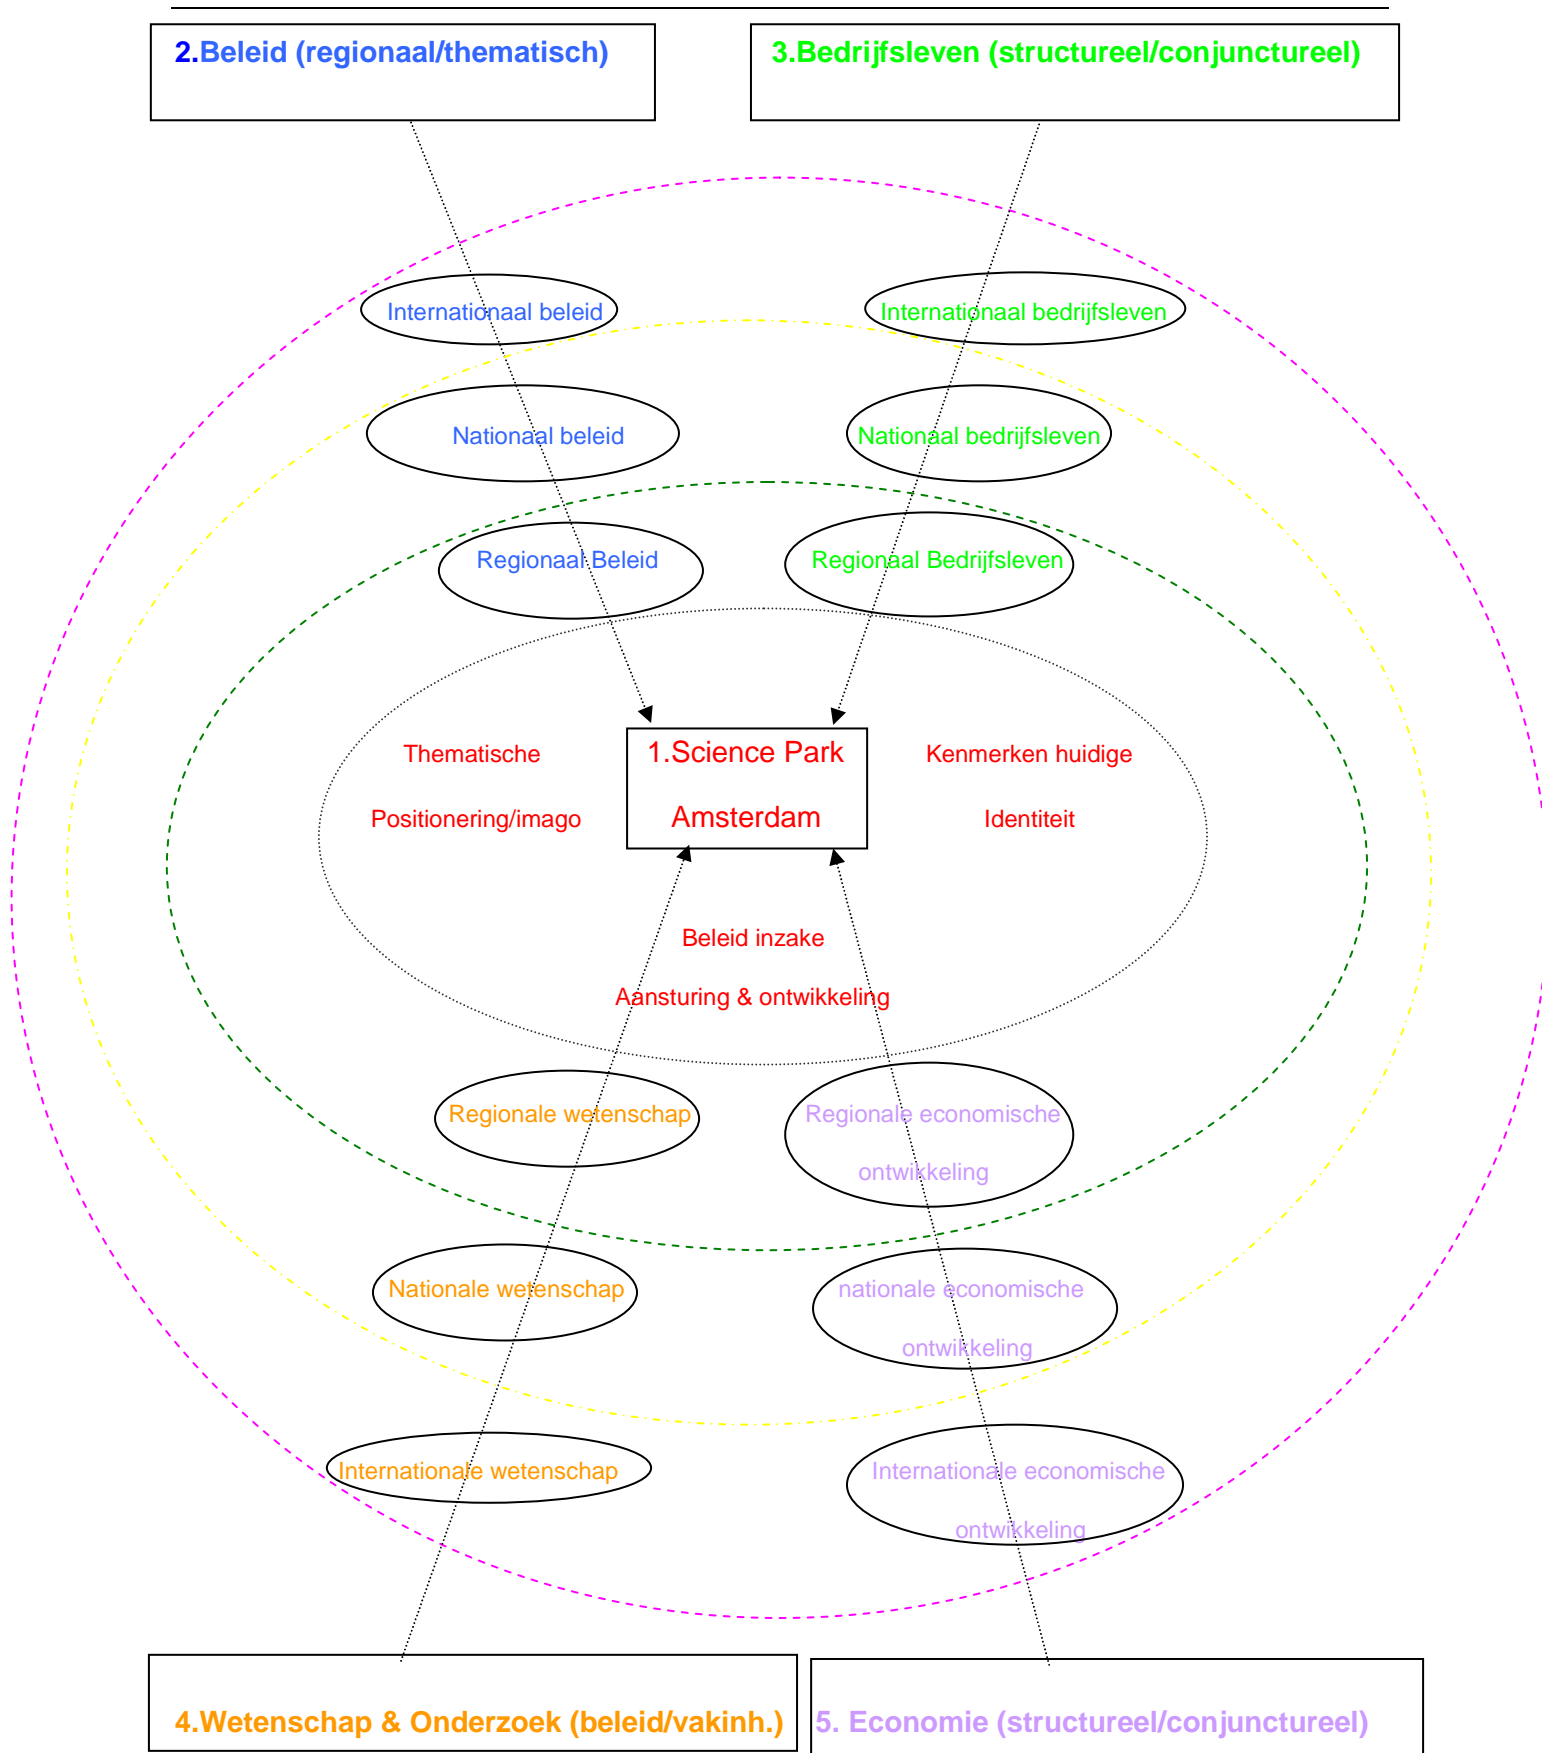 2.Beleid (regionaal/thematisch)
3.Bedrijfsleven (structureel/conjunctureel)
Internationaal beleid
Internationaal bedrijfsleven
Nationaal beleid
Nationaal bedrijfsleven
Regionaal Beleid
Regionaal Bedrijfsleven
Thematische
Positionering/imago
1.Science Park
Amsterdam
Kenmerken huidige
Identiteit
Beleid inzake
Aansturing & ontwikkeling
Regionale wetenschap
Regionale economische
ontwikkeling
Nationale wetenschap
nationale economische
ontwikkeling
Internationale wetenschap
Internationale economische
ontwikkeling
4.Wetenschap & Onderzoek (beleid/vakinh.)
5. Economie (structureel/conjunctureel)